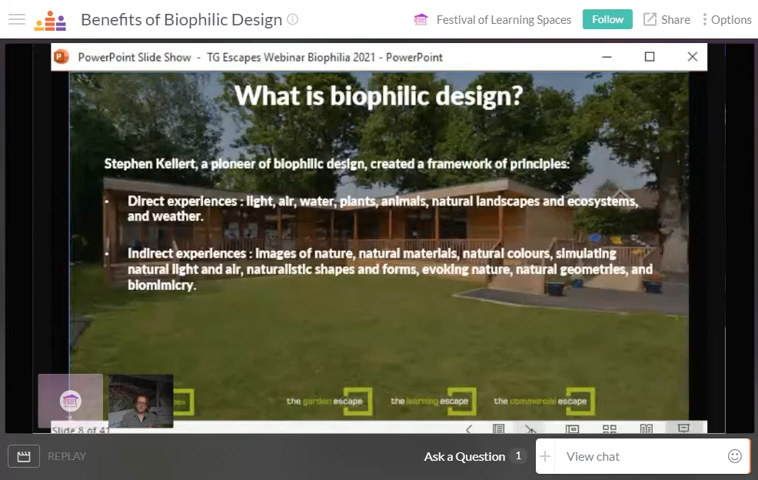 Benefits of Biophilic Design
Festival of Learning Spaces
Follow
Share
Options
PowerPoint Slide Show - TG Escapes Webinar Biophilia 2021 - PowerPoint
What is biophilic design?
Stephen Kellert, a pioneer of biophilic design, created a framework of principles:
• Direct experiences : light, air, water, plants, animals, natural landscapes and ecosystems,
and weather.
• Indirect experiences : images of nature, natural materials, natural colours, simulating
natural light and air, naturalistic shapes and forms, evoking nature, natural geometries, and
biomimicry.
the garden escape
the learning escape
the commercial escape
Slide 8 of 41
REPLAY
Ask a Question 1
View chat